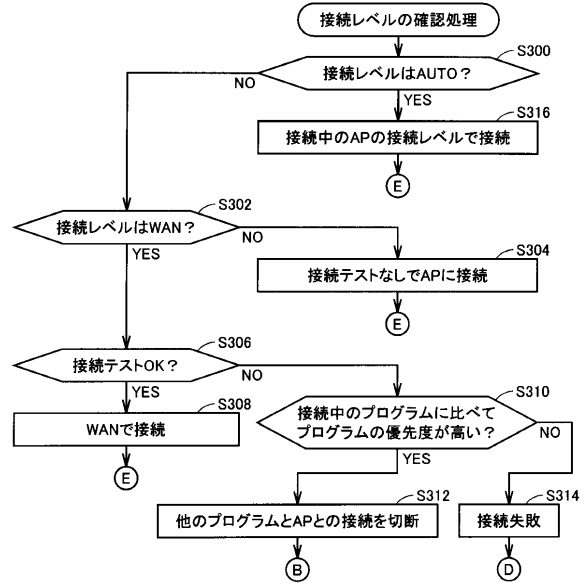 接続レベルの確認処理
S300
接続レベルはAUTO？
NO
YES
S316
接続中のAPの接続レベルで接続
E
S302
接続レベルはWAN？
NO
YES
S304
接続テストなしでAPに接続
E
S306
接続テストOK？
NO
YES
S308
WANで接続
E
S310
接続中のプログラムに比べて
プログラムの優先度が高い？
NO
YES
S312
他のプログラムとAPとの接続を切断
B
S314
接続失敗
D